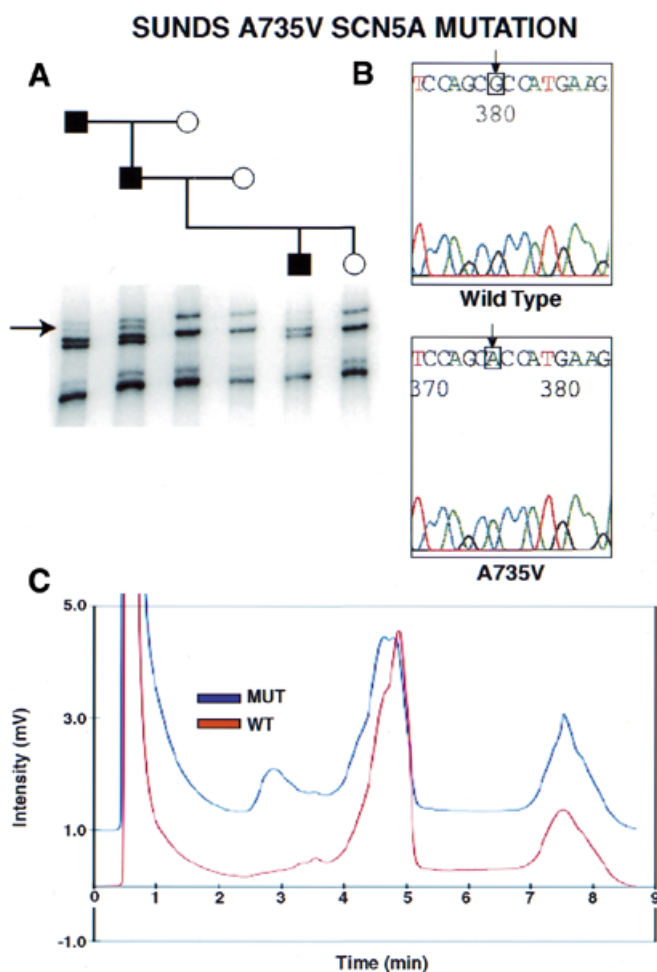 SUNDS A735V SCN5A MUTATION
A
B
TCCAGCGCCATGAAG
380
Wild Type
TCCAGCACCATGAAG
370 380
A735V
C
5.0
3.0
1.0
-1.0
Intensity (mV)
MUT
WT
0 1 2 3 4 5 6 7 8 9
Time (min)